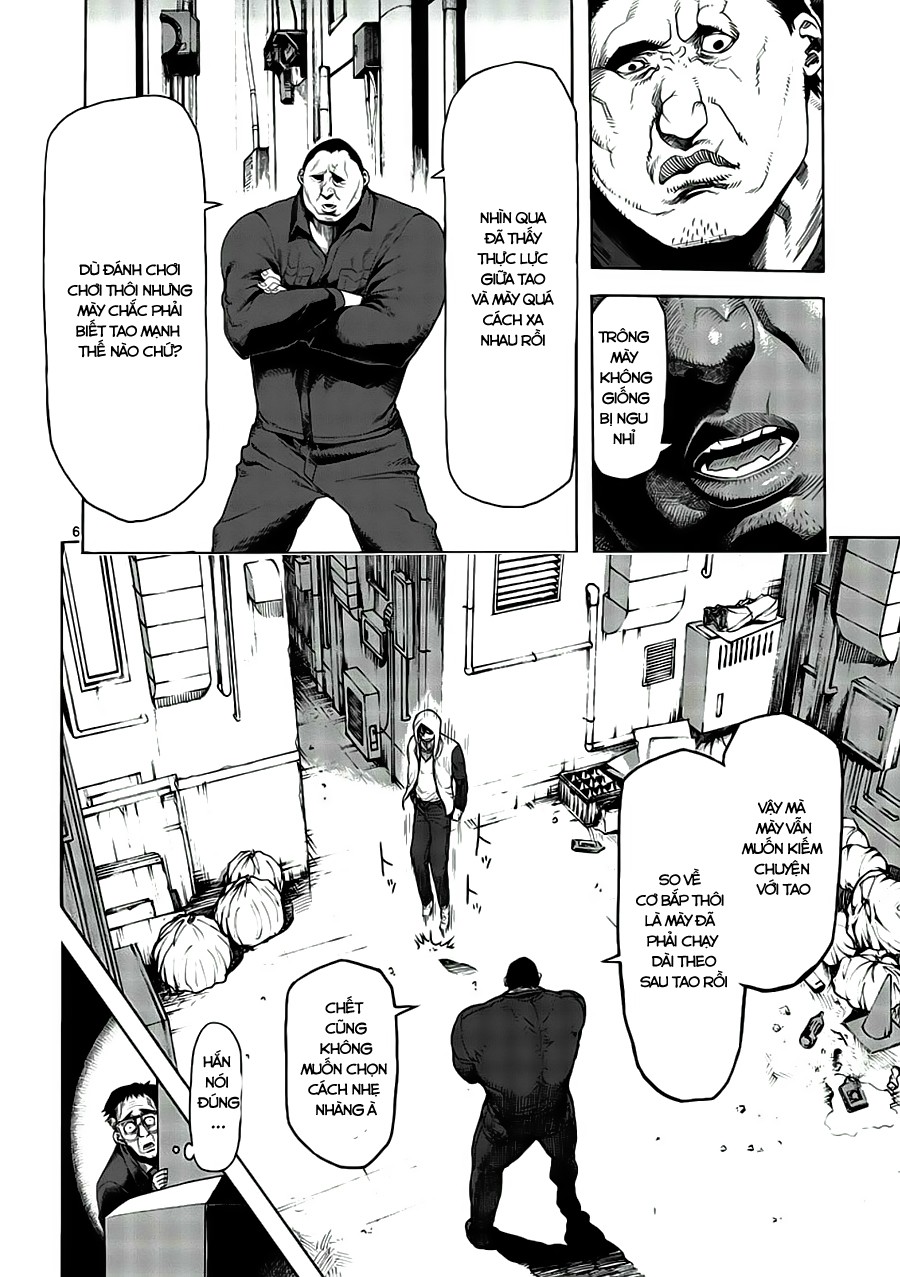 TRÔNG
MÀY
KHÔNG
GIỐNG
BỊ NGU
NHỈ
NHÌN QUA
ĐÃ THẤY
THỰC LỰC
GIỮA TAO
VÀ MÀY QUÁ
CÁCH XA
NHAU RỒI
DÙ ĐÁNH CHƠI
CHƠI THÔI NHƯNG
MÀY CHẮC PHẢI
BIẾT TAO MẠNH
THẾ NÀO CHỨ?
6
VẬY MÀ
MÀY VẪN
MUỐN KIẾM
CHUYỆN
VỚI TAO
SO VỀ
CƠ BẮP THÔI
LÀ MÀY ĐÃ
PHẢI CHẠY
DÀI THEO
SAU TAO RỒI
ト
ト
CHẾT
CŨNG
KHÔNG
MUỐN CHỌN
CÁCH NHẸ
NHÀNG À
HẮN
NÓI
ĐÚNG
...